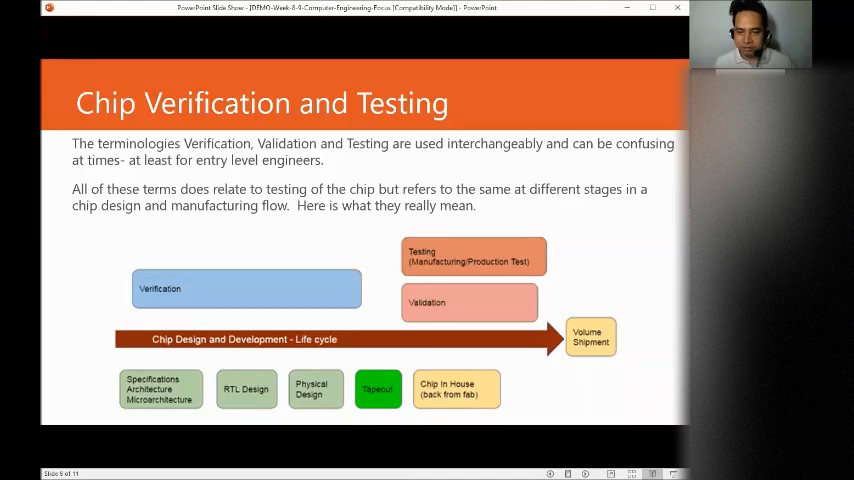 PowerPoint Slide Show - [DEMO-Week-8-9-Computer-Engineering-Focus [Compatibility Mode]] - PowerPoint
Chip Verification and Testing
The terminologies Verification, Validation and Testing are used interchangeably and can be confusing
at times- at least for entry level engineers.
All of these terms does relate to testing of the chip but refers to the same at different stages in a
chip design and manufacturing flow. Here is what they really mean.
Testing
(Manufacturing/Production Test)
Verification
Validation
Chip Design and Development - Life cycle
Volume
Shipment
Specifications
Architecture
Microarchitecture
RTL Design
Physical
Design
Tapeout
Chip In House
(back from fab)
Slide 8 of 11